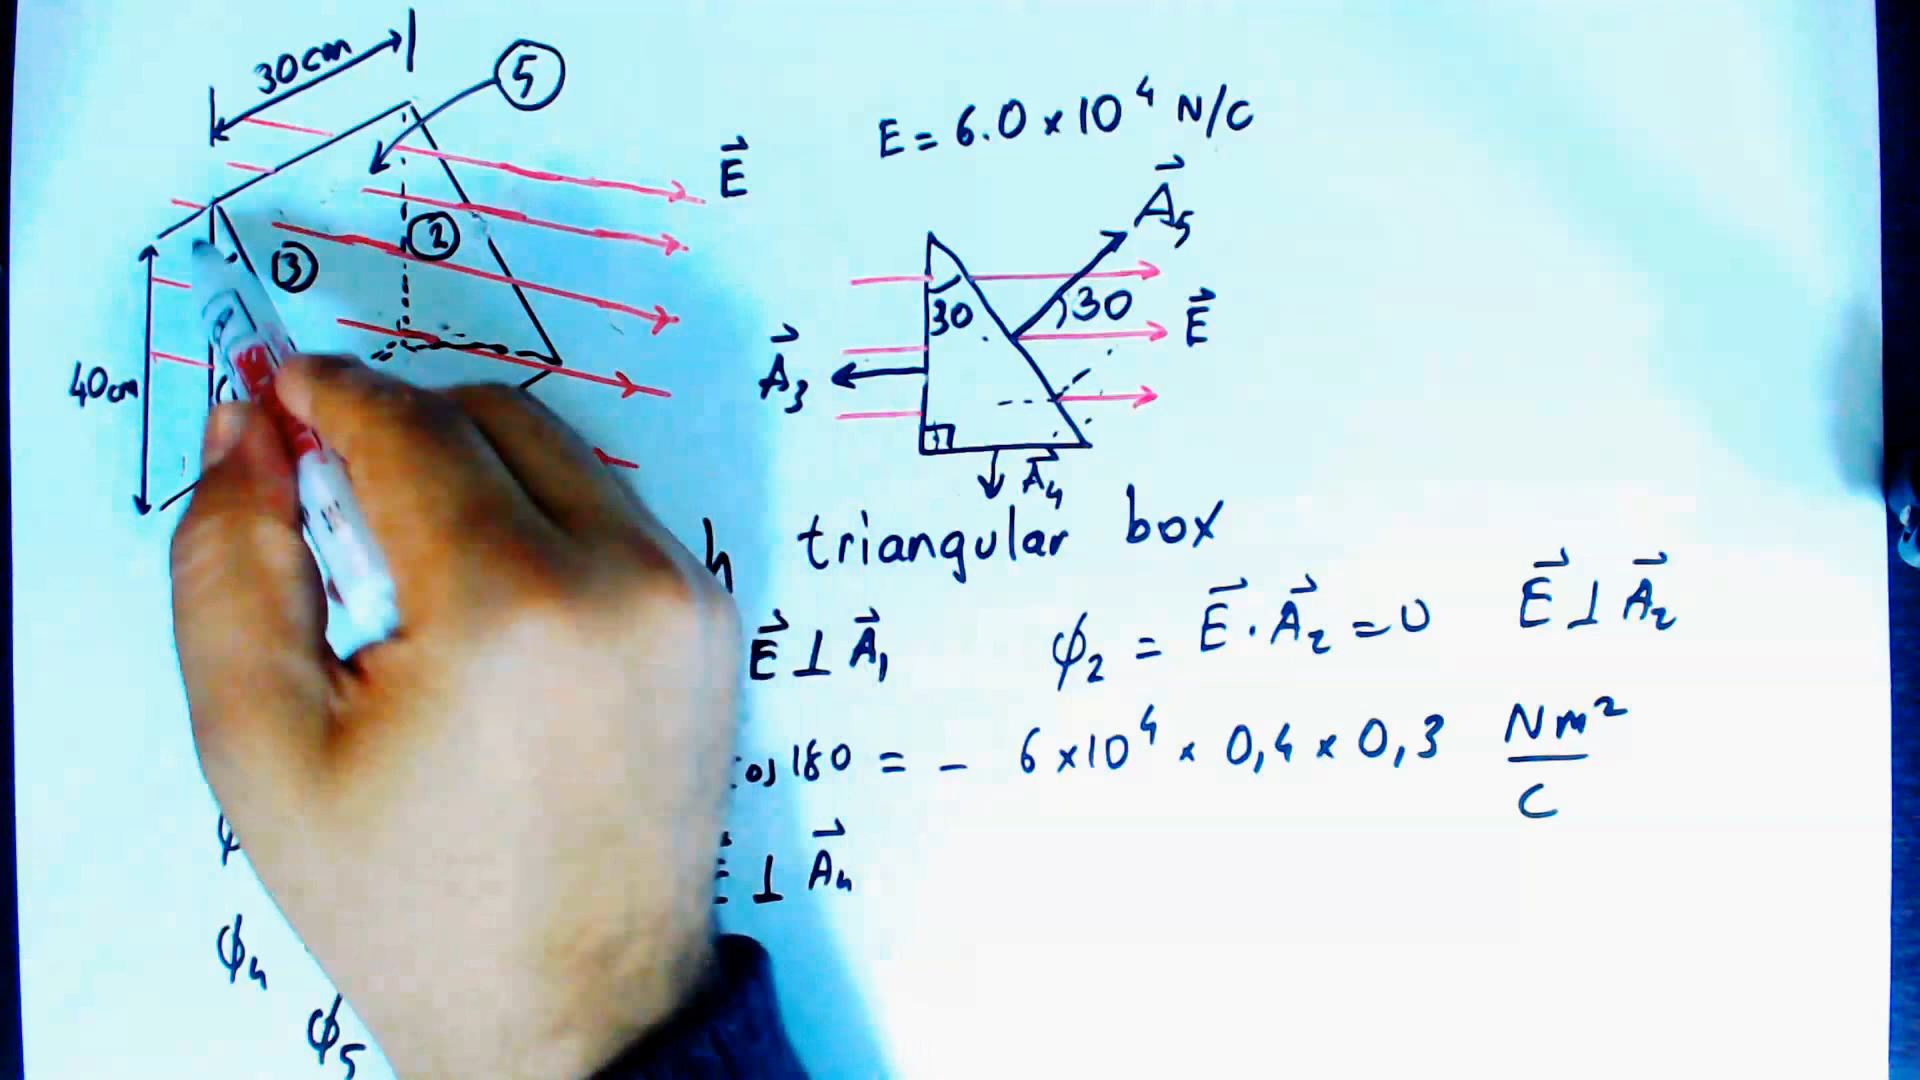 30cm
⑤
E = 6.0 × 10⁴ N/C
E⃗
②
③
40cm
A⃗₅
30
30
E⃗
A⃗₃
A⃗₄
h triangular box
E⃗ ⊥ A⃗₁ ϕ₂ = E⃗ · A⃗₂ = 0 E⃗ ⊥ A⃗₂
os 180 = - 6×10⁴ × 0,4 × 0,3 Nm²/C
⊥ A⃗₄
ϕ₄
ϕ₅